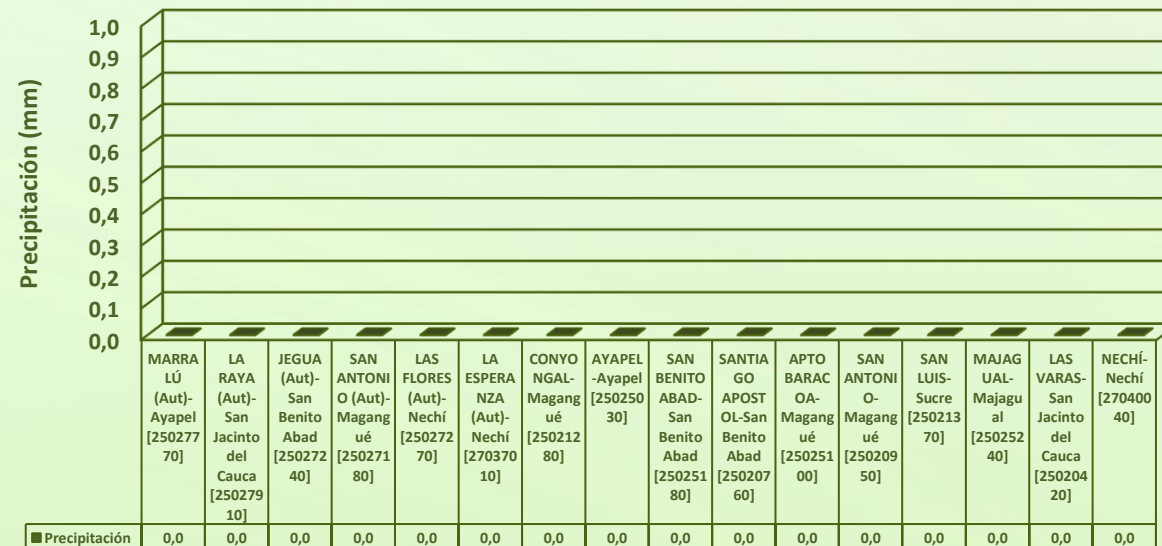 Precipitación (mm)
1,0
0,9
0,8
0,7
0,6
0,5
0,4
0,3
0,2
0,1
0,0
MARRA
LÚ
(Aut)-
Ayapel
[250277
70]
LA
RAYA
(Aut)-
San
Jacinto
del
Cauca
[250279
10]
JEGUA
(Aut)-
San
Benito
Abad
[250272
40]
SAN
ANTONI
O (Aut)-
Magang
ué
[250271
80]
LAS
FLORES
(Aut)-
Nechí
[250272
70]
LA
ESPERA
NZA
(Aut)-
Nechí
[270370
10]
CONYO
NGAL-
Magang
ué
[250212
80]
AYAPEL
-Ayapel
[250250
30]
SAN
BENITO
ABAD-
San
Benito
Abad
[250251
80]
SANTIA
GO
APOST
OL-San
Benito
Abad
[250207
60]
APTO
BARAC
OA-
Magang
ué
[250251
00]
SAN
ANTONI
O-
Magang
ué
[250209
50]
SAN
LUIS-
Sucre
[250213
70]
MAJAG
UAL-
Majagu
al
[250252
40]
LAS
VARAS-
San
Jacinto
del
Cauca
[250204
20]
NECHÍ-
Nechí
[270400
40]
Precipitación 0,0 0,0 0,0 0,0 0,0 0,0 0,0 0,0 0,0 0,0 0,0 0,0 0,0 0,0 0,0 0,0